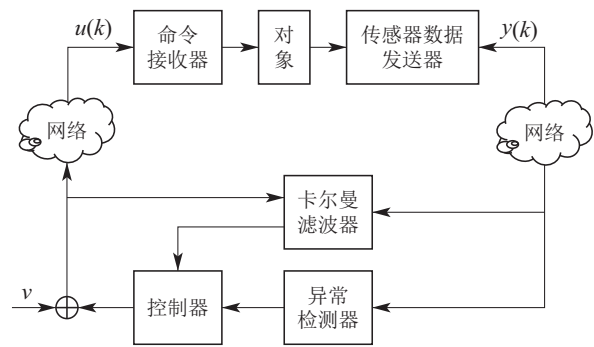 u(k)
命令
接收器
对
象
传感器数据
发送器
y(k)
网络
网络
卡尔曼
滤波器
v
控制器
异常
检测器